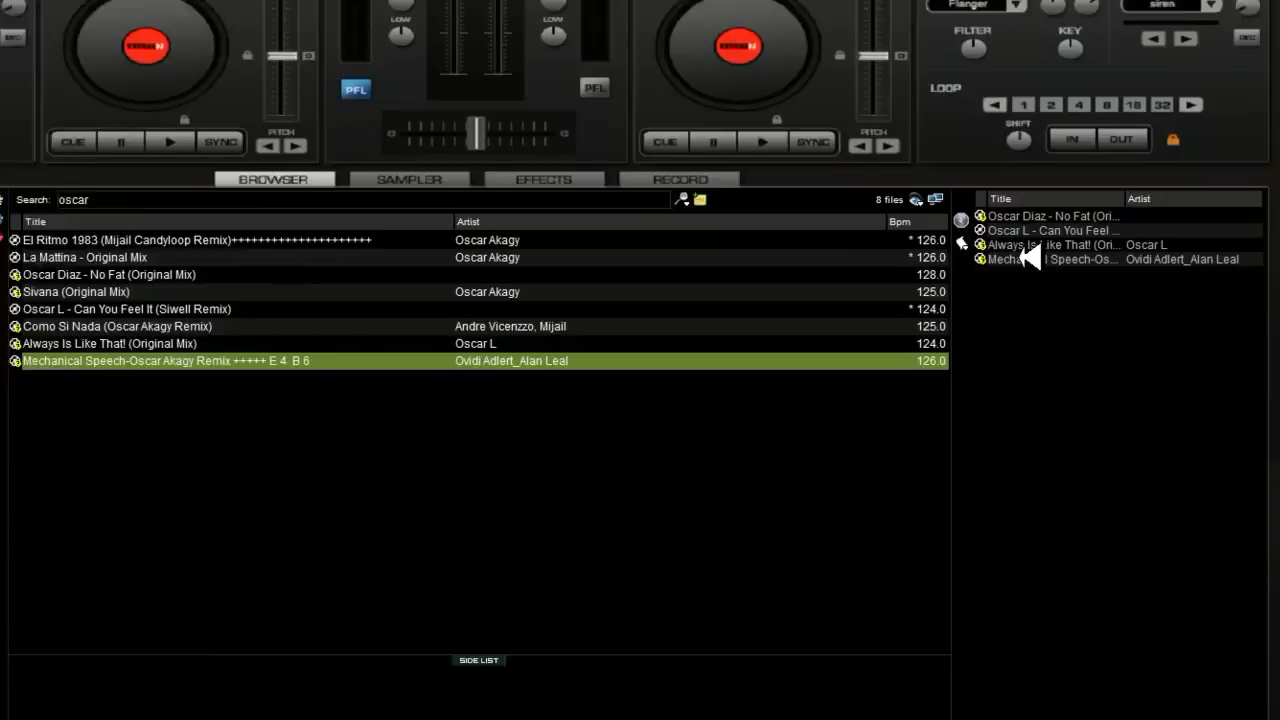 Flanger
siren
LOW
LOW
FILTER
KEY
REC
PFL
PFL
LOOP
1 2 4 8 16 32
SHIFT
IN OUT
CUE SYNC PITCH
CUE SYNC PITCH
BROWSER SAMPLER EFFECTS RECORD
Search: oscar 8 files
Title Artist Bpm
El Ritmo 1983 (Mijail Candyloop Remix)++++++++++++++++++++ Oscar Akagy * 126.0
La Mattina - Original Mix Oscar Akagy * 126.0
Oscar Diaz - No Fat (Original Mix) 128.0
Sivana (Original Mix) Oscar Akagy 125.0
Oscar L - Can You Feel It (Siwell Remix) * 124.0
Como Si Nada (Oscar Akagy Remix) Andre Vicenzzo, Mijail 125.0
Always Is Like That! (Original Mix) Oscar L 124.0
Mechanical Speech-Oscar Akagy Remix +++++ E 4 B 6 Ovidi Adlert_Alan Leal 126.0
SIDE LIST
Title Artist
Oscar Diaz - No Fat (Ori...
Oscar L - Can You Feel ...
Always Is Like That! (Ori... Oscar L
Speech-Os... Ovidi Adlert_Alan Leal